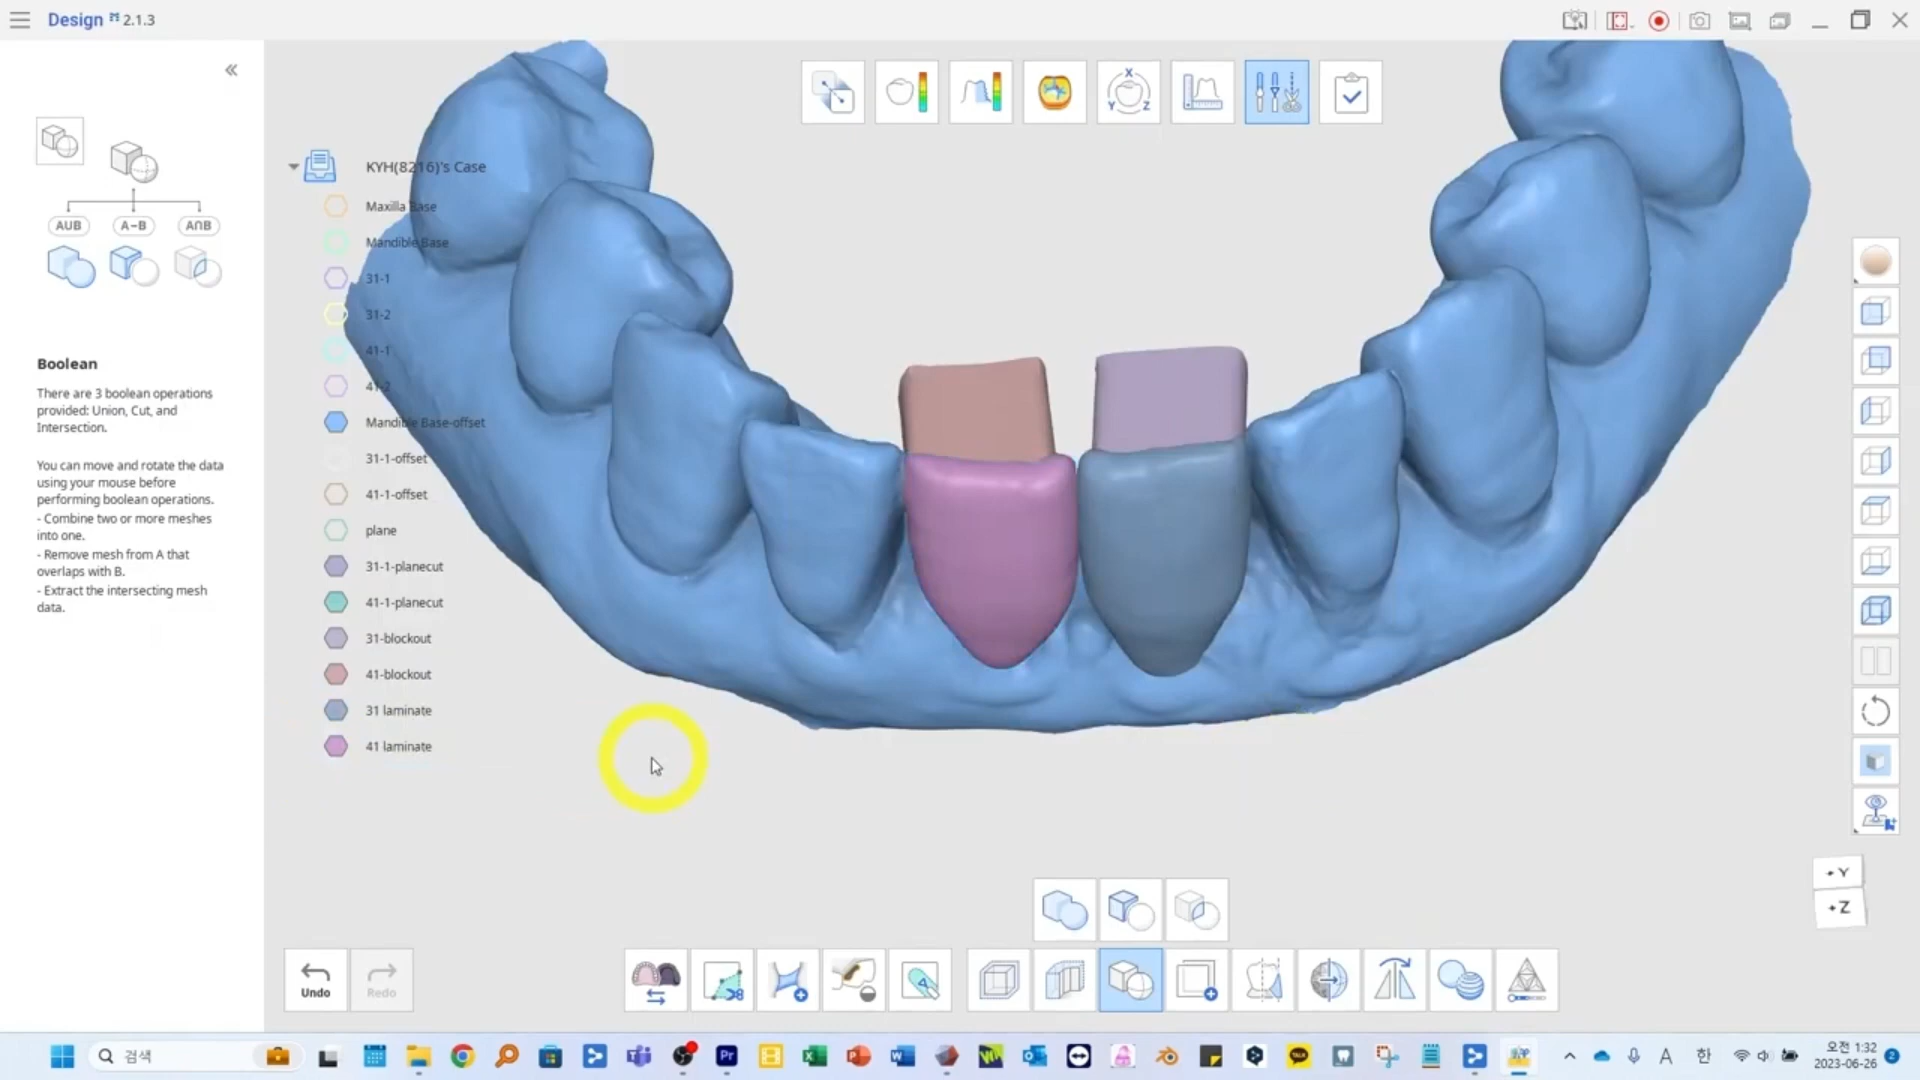 Design 2.1.3
KYH(8216)'s Case
Maxilla Base
Mandible Base
31-1
31-2
41-1
41-2
Mandible Base-offset
31-1-offset
41-1-offset
plane
31-1-planecut
41-1-planecut
31-blockout
41-blockout
31 laminate
41 laminate
AUB A-B A∩B
Boolean
There are 3 boolean operations
provided: Union, Cut, and
Intersection.
You can move and rotate the data
using your mouse before
performing boolean operations.
- Combine two or more meshes
into one.
- Remove mesh from A that
overlaps with B.
- Extract the intersecting mesh
data.
X
Y Z
+Y
+Z
Undo Redo
검색
Pr
A 한
오전 1:32
2023-06-26
2